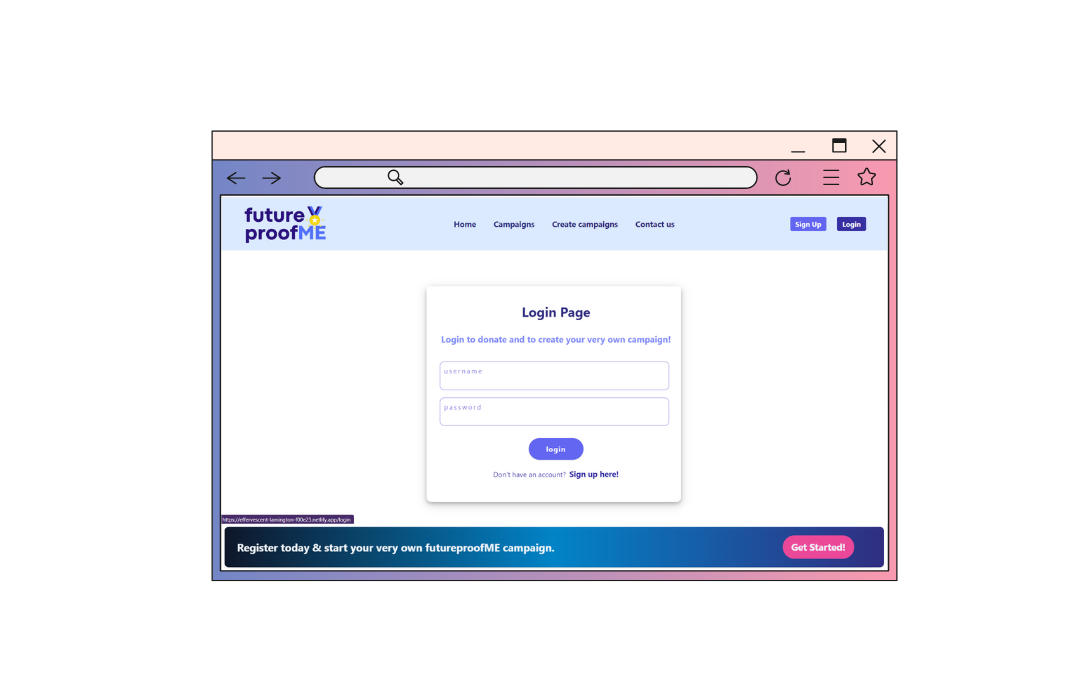 future
proofME
Home Campaigns Create campaigns Contact us
Sign Up Login
Login Page
Login to donate and to create your very own campaign!
username
password
login
Don't have an account? Sign up here!
https://effervescent-lamington-f00e23.netlify.app/login
Register today & start your very own futureproofME campaign.
Get Started!